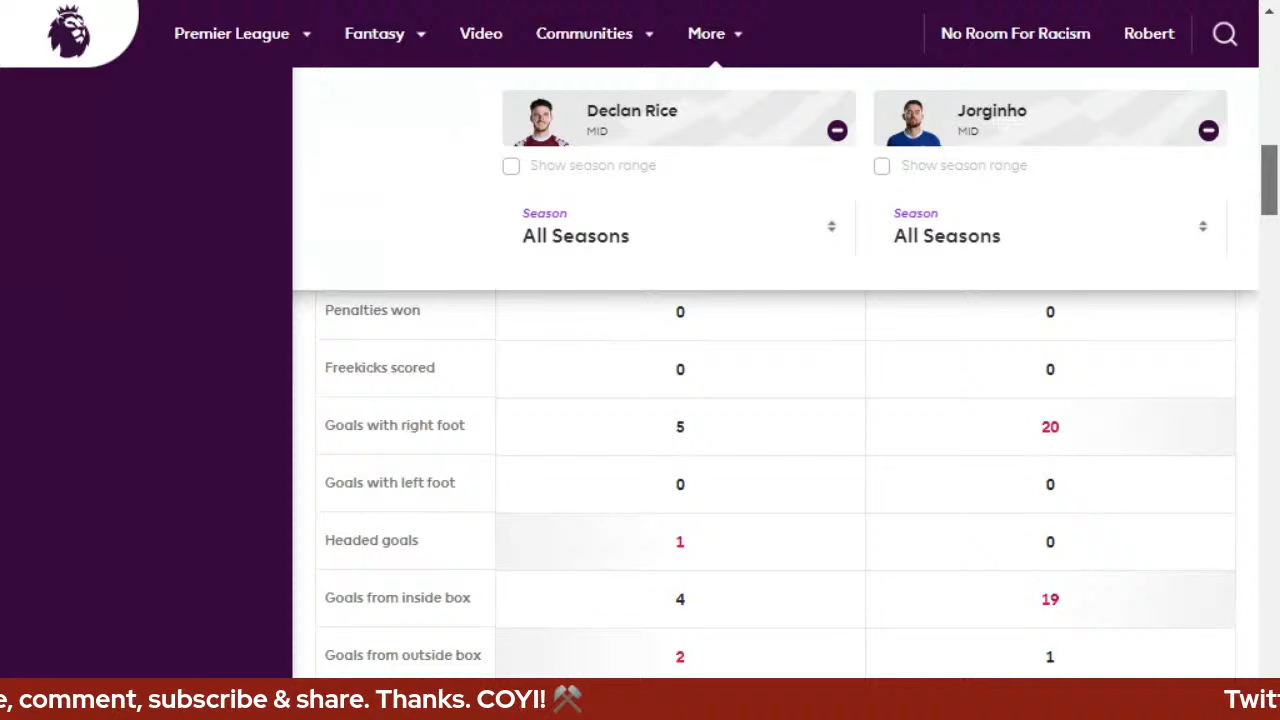 Premier League Fantasy Video Communities More No Room For Racism Robert
Declan Rice Jorginho
MID MID
Show season range Show season range
Season Season
All Seasons All Seasons
Penalties won 0 0
Freekicks scored 0 0
Goals with right foot 5 20
Goals with left foot 0 0
Headed goals 1 0
Goals from inside box 4 19
Goals from outside box 2 1
e, comment, subscribe & share. Thanks. COYI! ⚒ Twitt